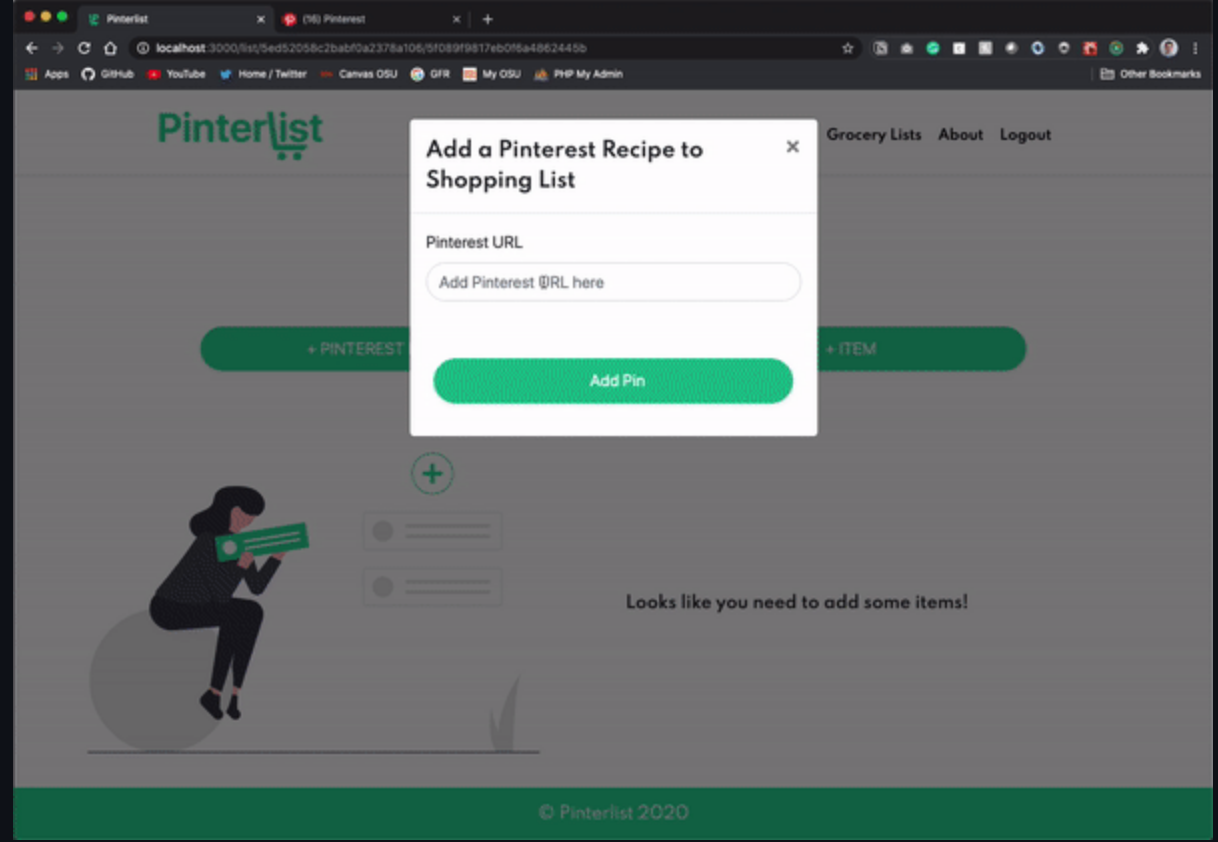 Pinterlist
(16) Pinterest
localhost:3000/list/5ed52058c2babf0a2378a106/5f089f9817eb0f6a4862445b
Apps GitHub YouTube Home / Twitter Canvas OSU GFR My OSU PHP My Admin Other Bookmarks
Pinterlist
Grocery Lists About Logout
Add a Pinterest Recipe to
Shopping List
×
Pinterest URL
Add Pinterest URL here
+ PINTEREST
+ ITEM
Add Pin
Looks like you need to add some items!
© Pinterlist 2020